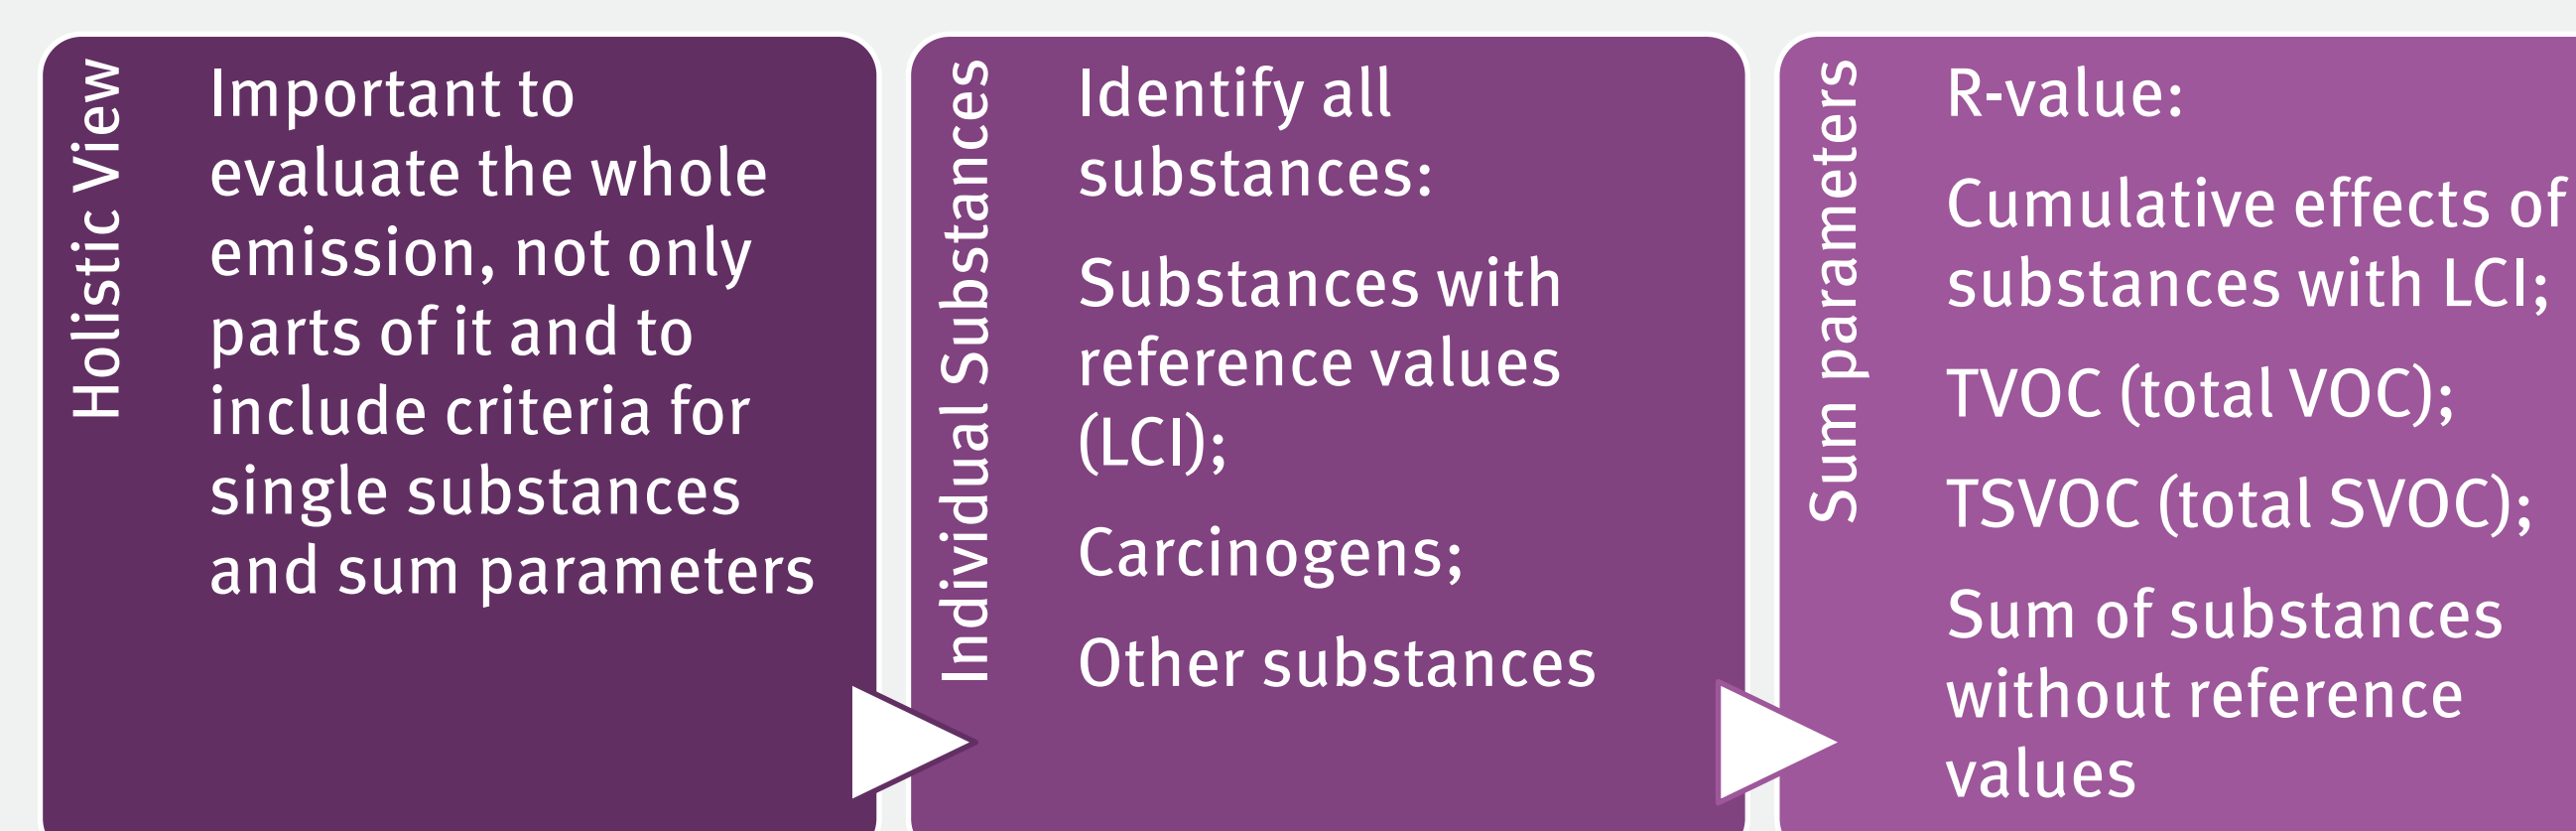 Holistic View
Important to
evaluate the whole
emission, not only
parts of it and to
include criteria for
single substances
and sum parameters
Individual Substances
Identify all
substances:
Substances with
reference values
(LCI);
Carcinogens;
Other substances
Sum parameters
R-value:
Cumulative effects of
substances with LCI;
TVOC (total VOC);
TSVOC (total SVOC);
Sum of substances
without reference
values